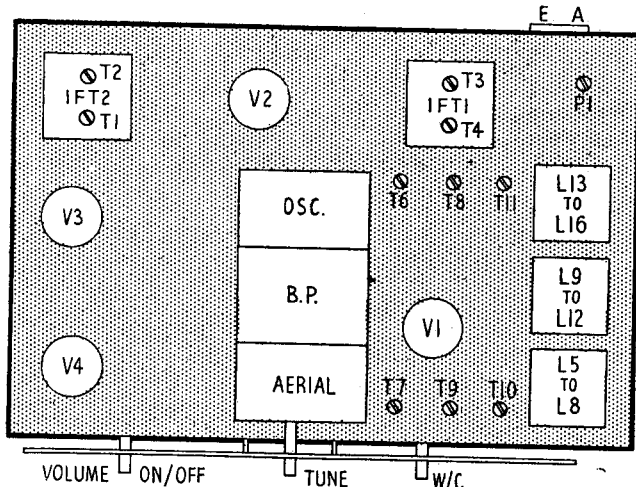 E A
T2
IFT2
T1
V2
T3
IFT1
T4
P1
T6 T8 T11
L13
TO
L16
OSC.
V3
B.P.
L9
TO
L12
V1
V4
AERIAL
T7 T9 T10
L5
TO
L8
VOLUME ON/OFF TUNE W/C